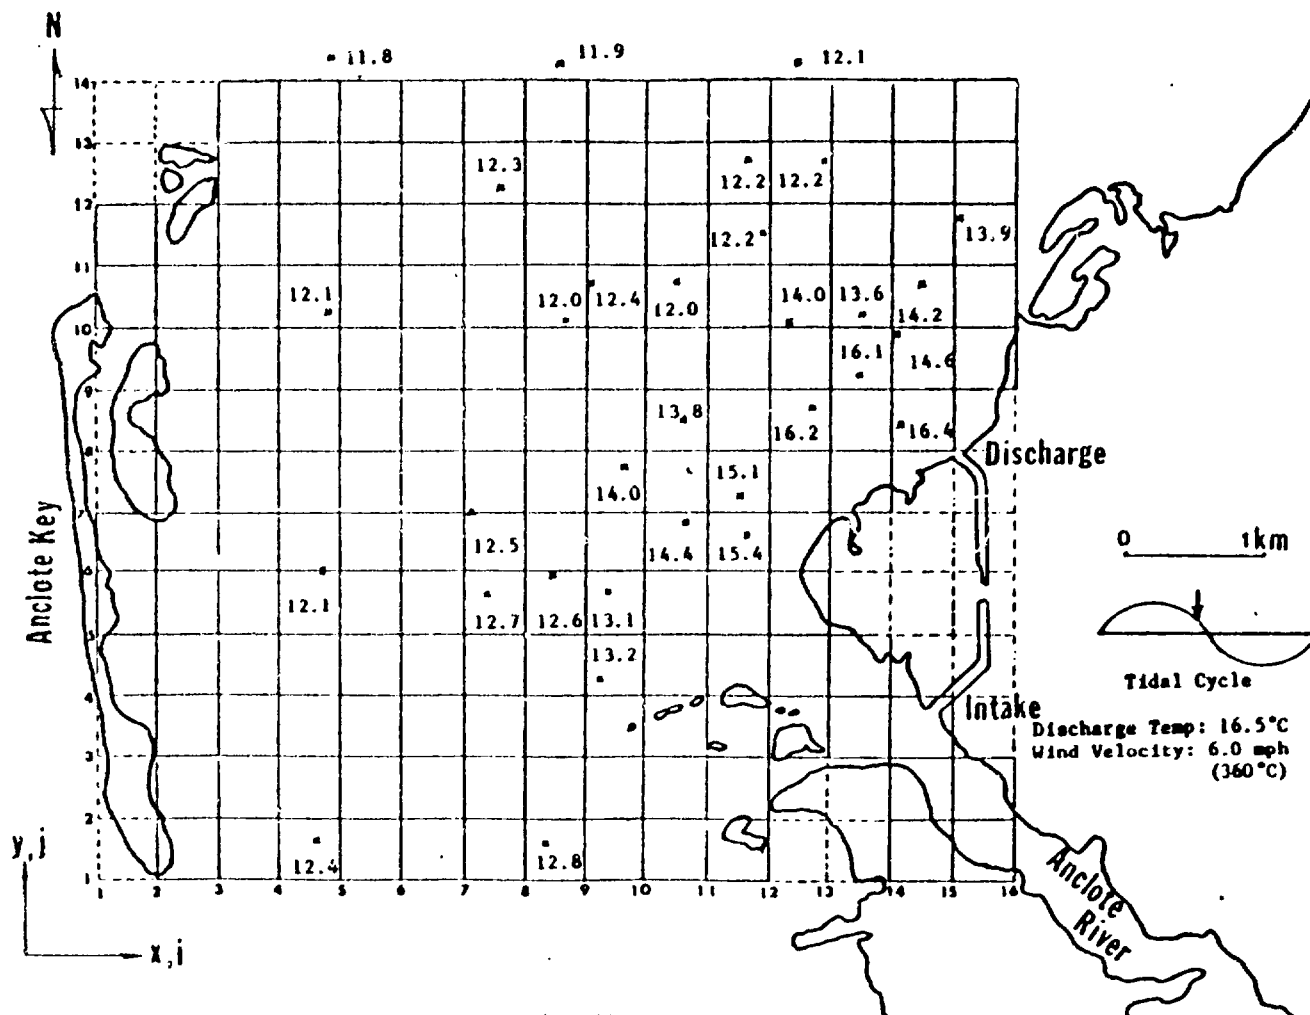 N
11.8 11.9 12.1
14
13
12.3 12.2 12.2
12
12.2 13.9
11
12.1 12.0 12.4 12.0 14.0 13.6 14.2
10
16.1 14.6
9
13.8 16.2 16.4
8
Discharge
15.1
14.0
7
12.5 14.4 15.4
6
12.1 12.7 12.6 13.1
5
13.2
4
3
2
12.4 12.8
1
1 2 3 4 5 6 7 8 9 10 11 12 13 14 15 16
Anclote Key
y,j
x,i
Intake
Anclote
River
0 1km
Tidal Cycle
Discharge Temp: 16.5°C
Wind Velocity: 6.0 mph
(360°C)